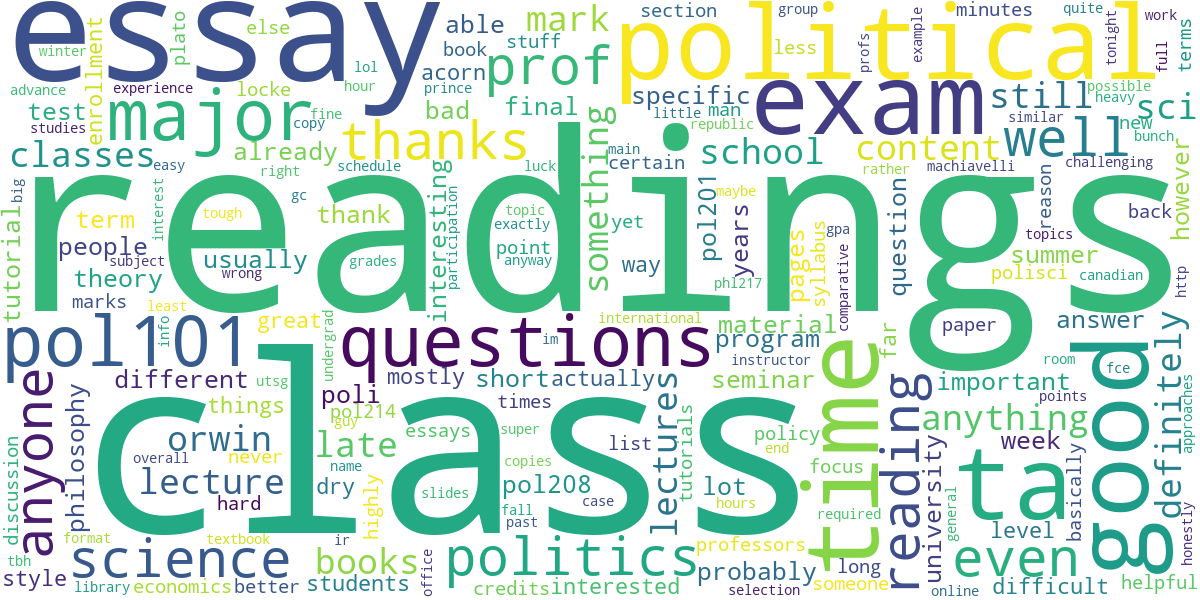 essay
political
readings
class
exam
prof
major
thanks
questions
pol101
science
politics
time
good
ta
well
even
reading
anyone
lecture
lectures
orwin
late
books
something
school
content
mark
still
sci
able
book
stuff
acorn
prince
bad
final
else
plato
winter
enrollment
locke
lol
hour
advance
experience
test
studies
copy
fine
classes
easy
already
right
schedule
luck
section
group
minutes
quite
work
less
profs
example
tonight
full
terms
specific
man
little
republic
main
certain
possible
heavy
similar
new
bunch
machiavelli
challenging
rather
however
reason
back
big
interest
term
tough
gc
thank
interesting
participation
topic
exactly
point
anyway
yet
way
pol201
years
maybe
gpa
pages
syllabus
question
topics
summer
polisci
canadian
http
tutorial
people
subject
theory
usually
wrong
grades
marks
least
info
great
undergrad
international
im
material
program
instructor
comparative
phl217
far
paper
answer
room
fce
points
important
definitely
approaches
different
utsg
things
poli
pol214
guy
mostly
short
actually
times
seminar
essays
super
list
policy
end
focus
anything
week
philosophy
overall
never
hard
name
dry
highly
slides
copies
pol208
case
fall
past
tutorials
lot
hours
required
university
general
level
basically
honestly
discussion
tbh
format
style
library
textbook
economics
better
ir
students
office
credits
interested
professors
probably
selection
long
someone
online
difficult
helpful